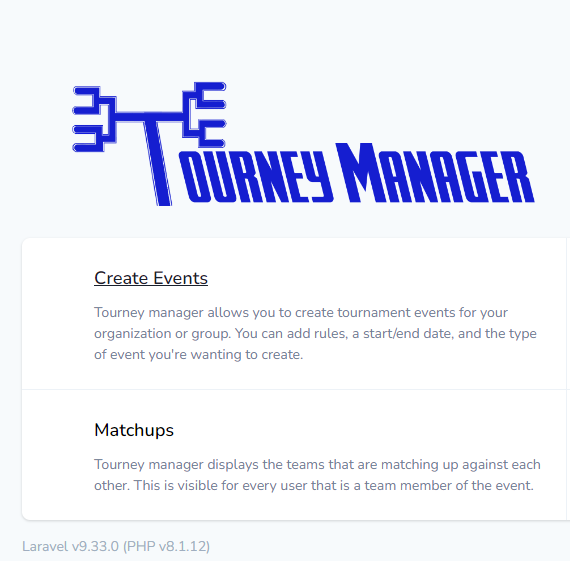 Tourney Manager
Create Events
Tourney manager allows you to create tournament events for your
organization or group. You can add rules, a start/end date, and the type
of event you're wanting to create.
Matchups
Tourney manager displays the teams that are matching up against each
other. This is visible for every user that is a team member of the event.
Laravel v9.33.0 (PHP v8.1.12)